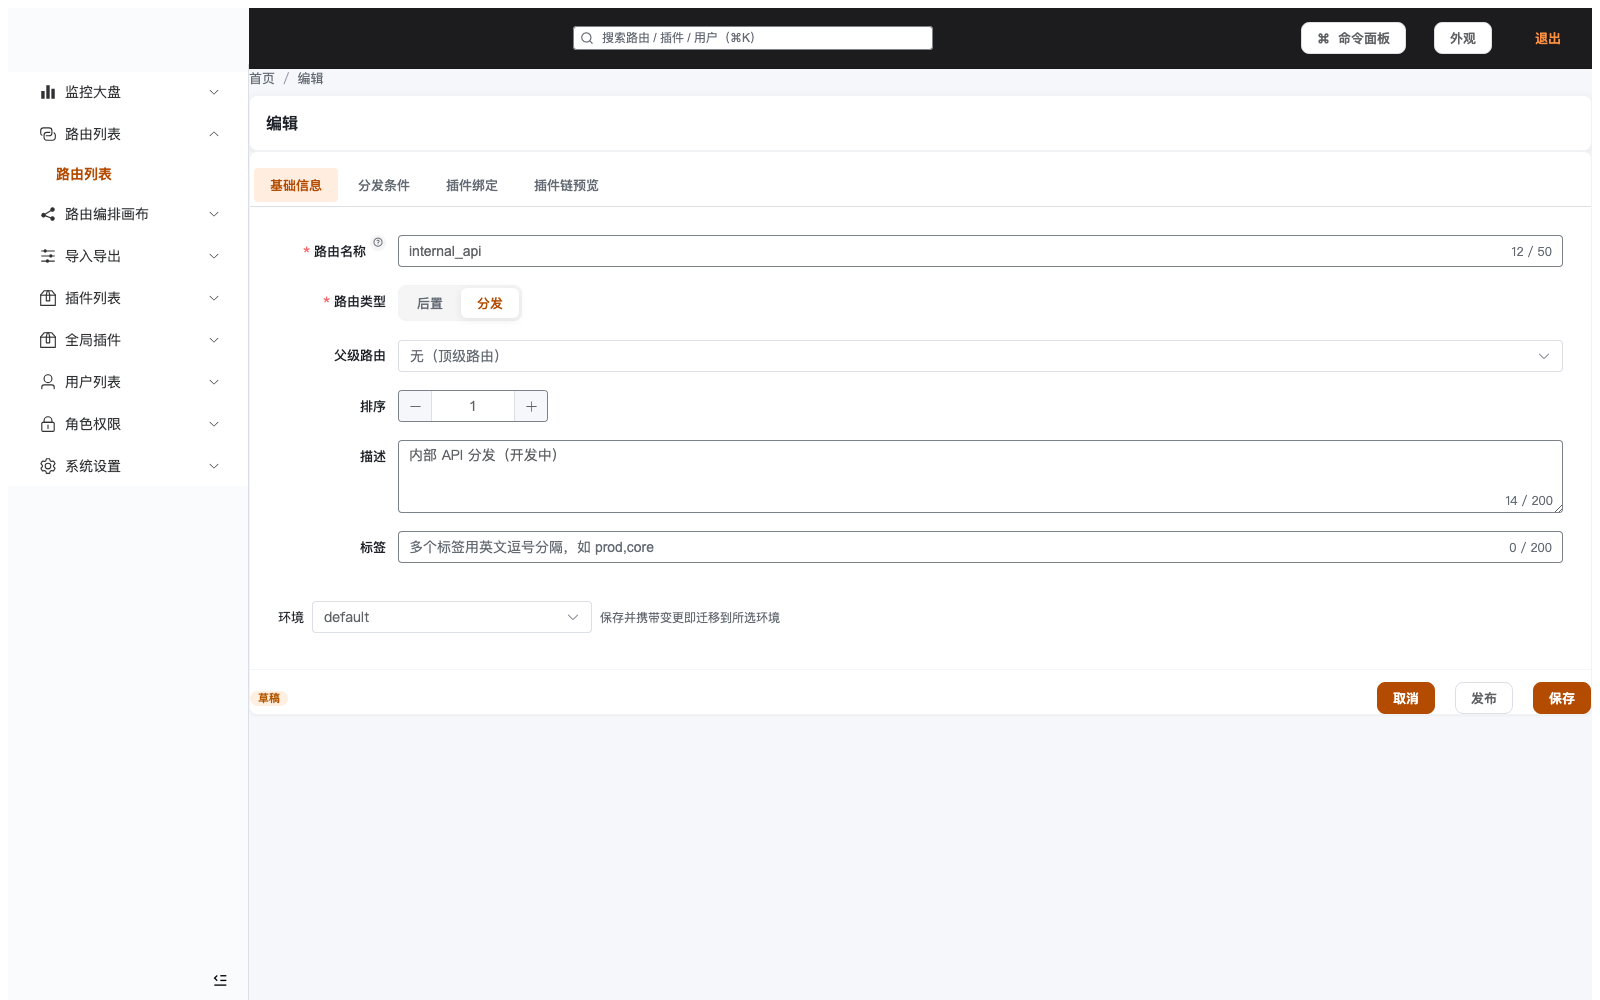 搜索路由 / 插件 / 用户（⌘K）
⌘ 命令面板
外观
退出
监控大盘
路由列表
路由列表
路由编排画布
导入导出
插件列表
全局插件
用户列表
角色权限
系统设置
首页 / 编辑
编辑
基础信息
分发条件
插件绑定
插件链预览
* 路由名称
internal_api
12 / 50
* 路由类型
后置
分发
父级路由
无（顶级路由）
排序
1
描述
内部 API 分发（开发中）
14 / 200
标签
多个标签用英文逗号分隔，如 prod,core
0 / 200
环境
default
保存并携带变更即迁移到所选环境
草稿
取消
发布
保存